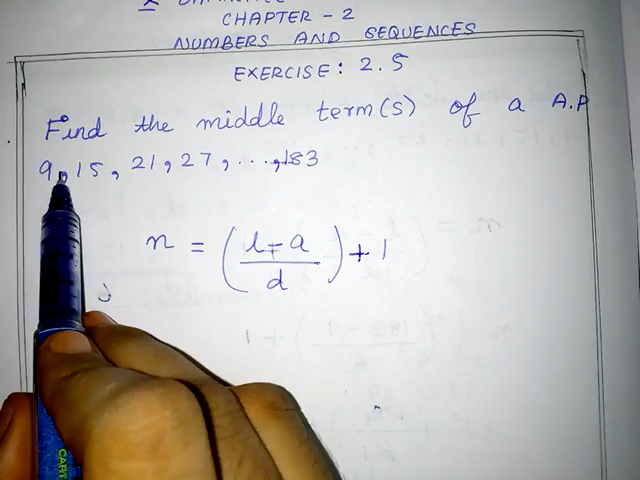 CHAPTER - 2
NUMBERS AND SEQUENCES
EXERCISE: 2.5
Find the middle term(s) of a A.P
9, 15, 21, 27, ..., 183
n = (l - a / d) + 1
CART